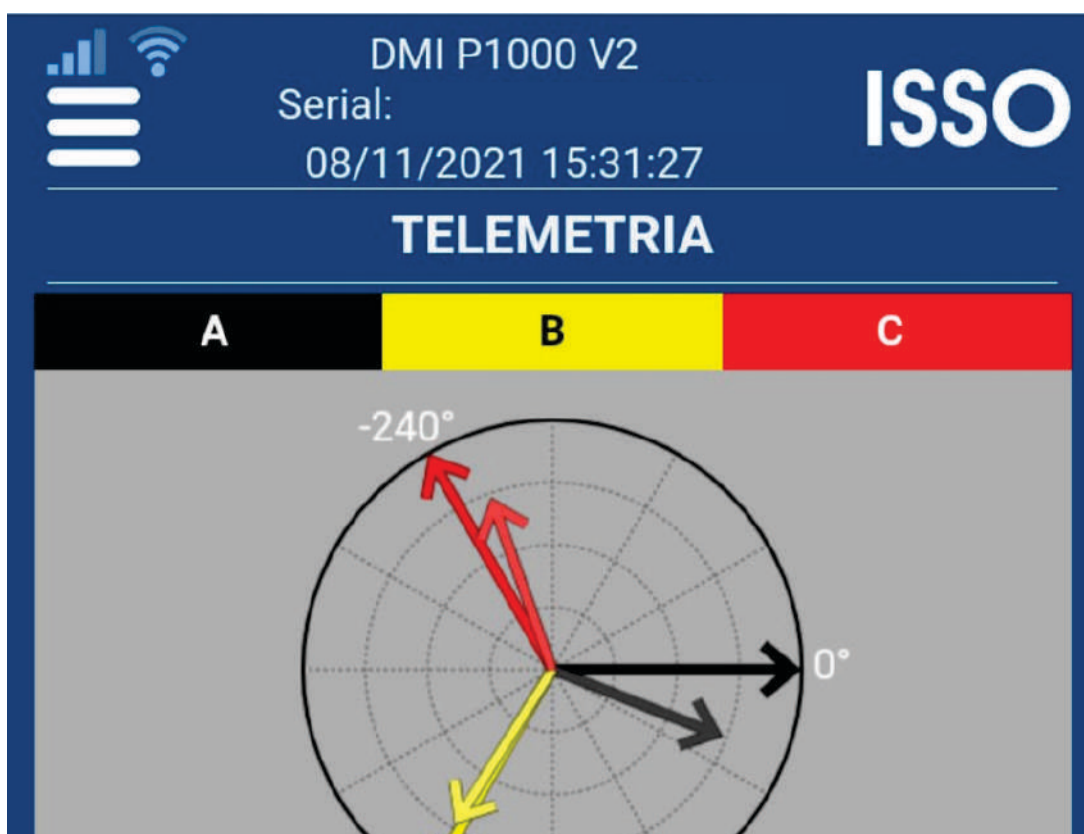 DMI P1000 V2
Serial:
ISSO
08/11/2021 15:31:27
TELEMETRIA
A B C
-240°
0°